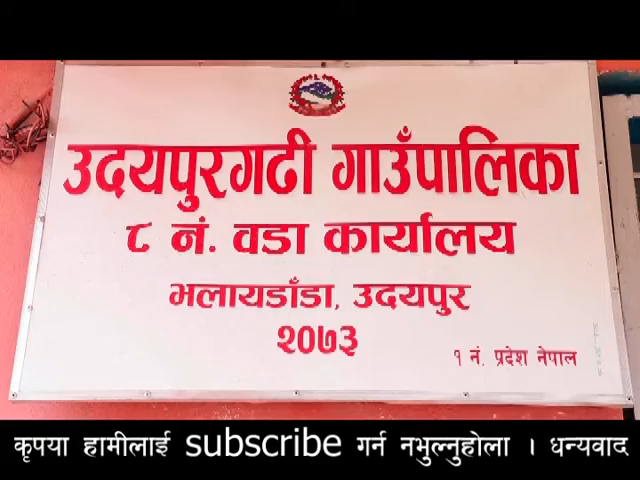 उदयपुरगढी गाउँपालिका
८ नं. वडा कार्यालय
भलायडाँडा, उदयपुर
२०७३
१ नं. प्रदेश नेपाल
कृपया हामीलाई subscribe गर्न नभुल्नुहोला । धन्यवाद